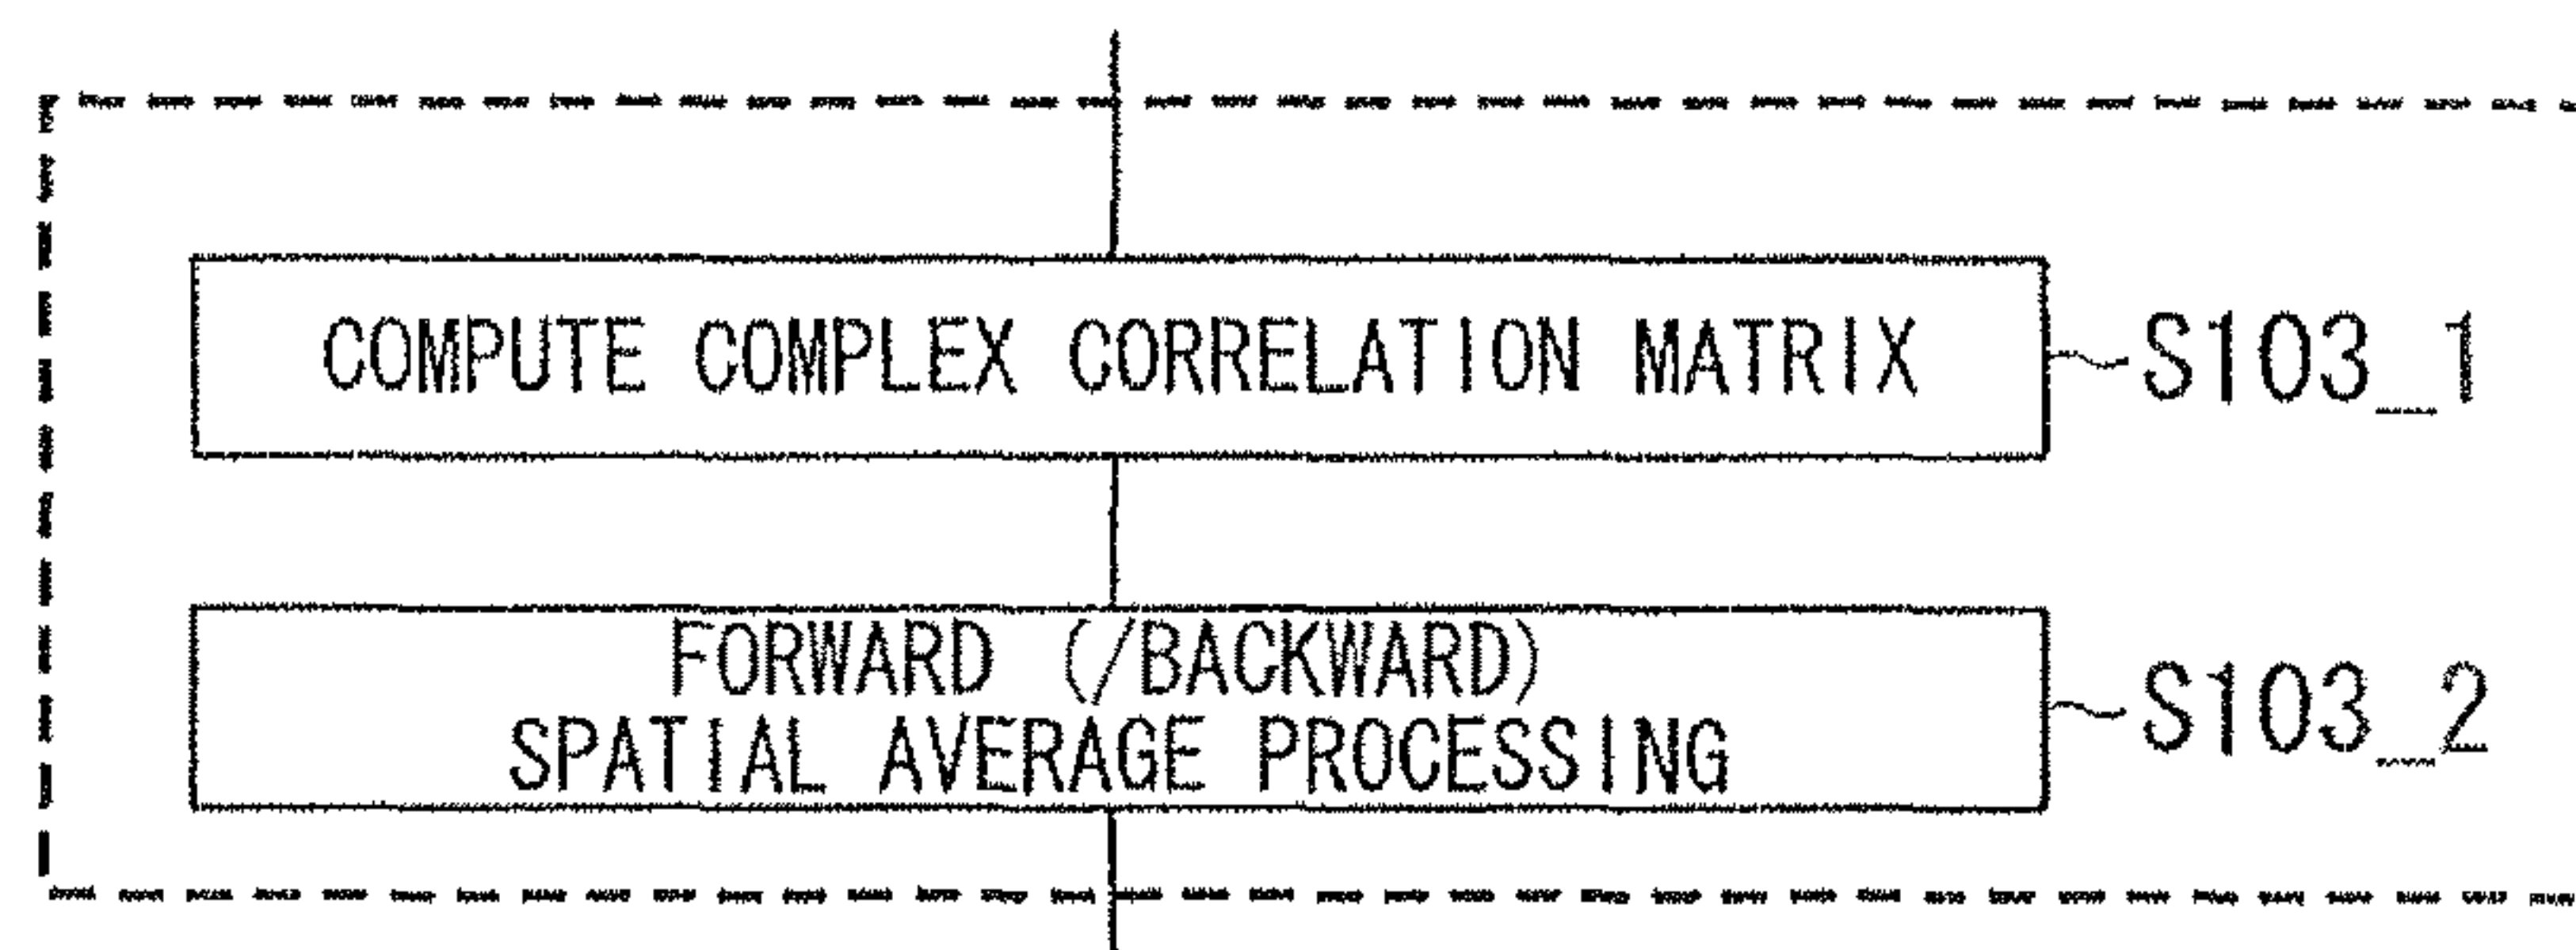 COMPUTE COMPLEX CORRELATION MATRIX
S103_1
FORWARD (/BACKWARD)
SPATIAL AVERAGE PROCESSING
S103_2